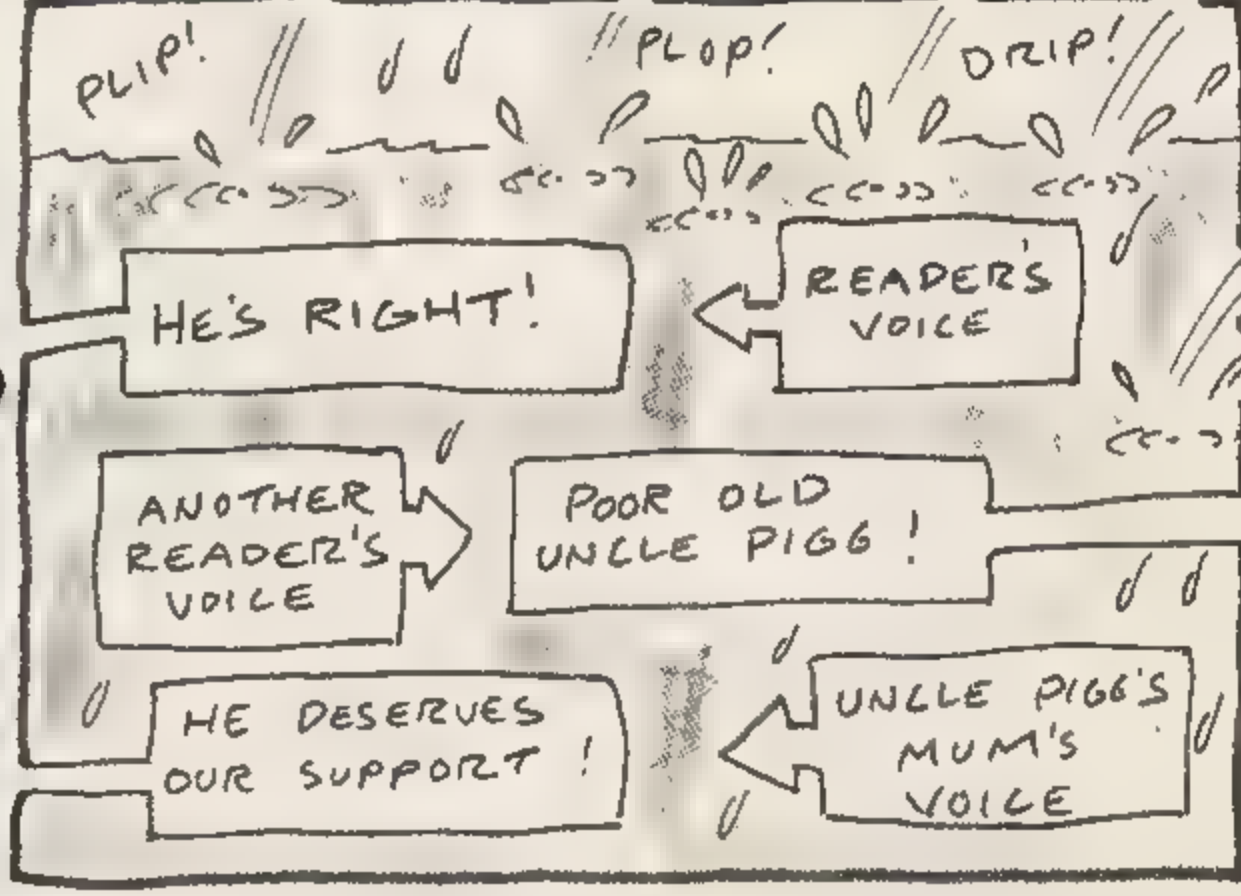 PLIP!
PLOP!
DRIP!
HE'S RIGHT!
READER'S
VOICE
ANOTHER
READER'S
VOICE
POOR OLD
UNCLE PIGG !
HE DESERVES
OUR SUPPORT !
UNCLE PIGG'S
MUM'S
VOICE